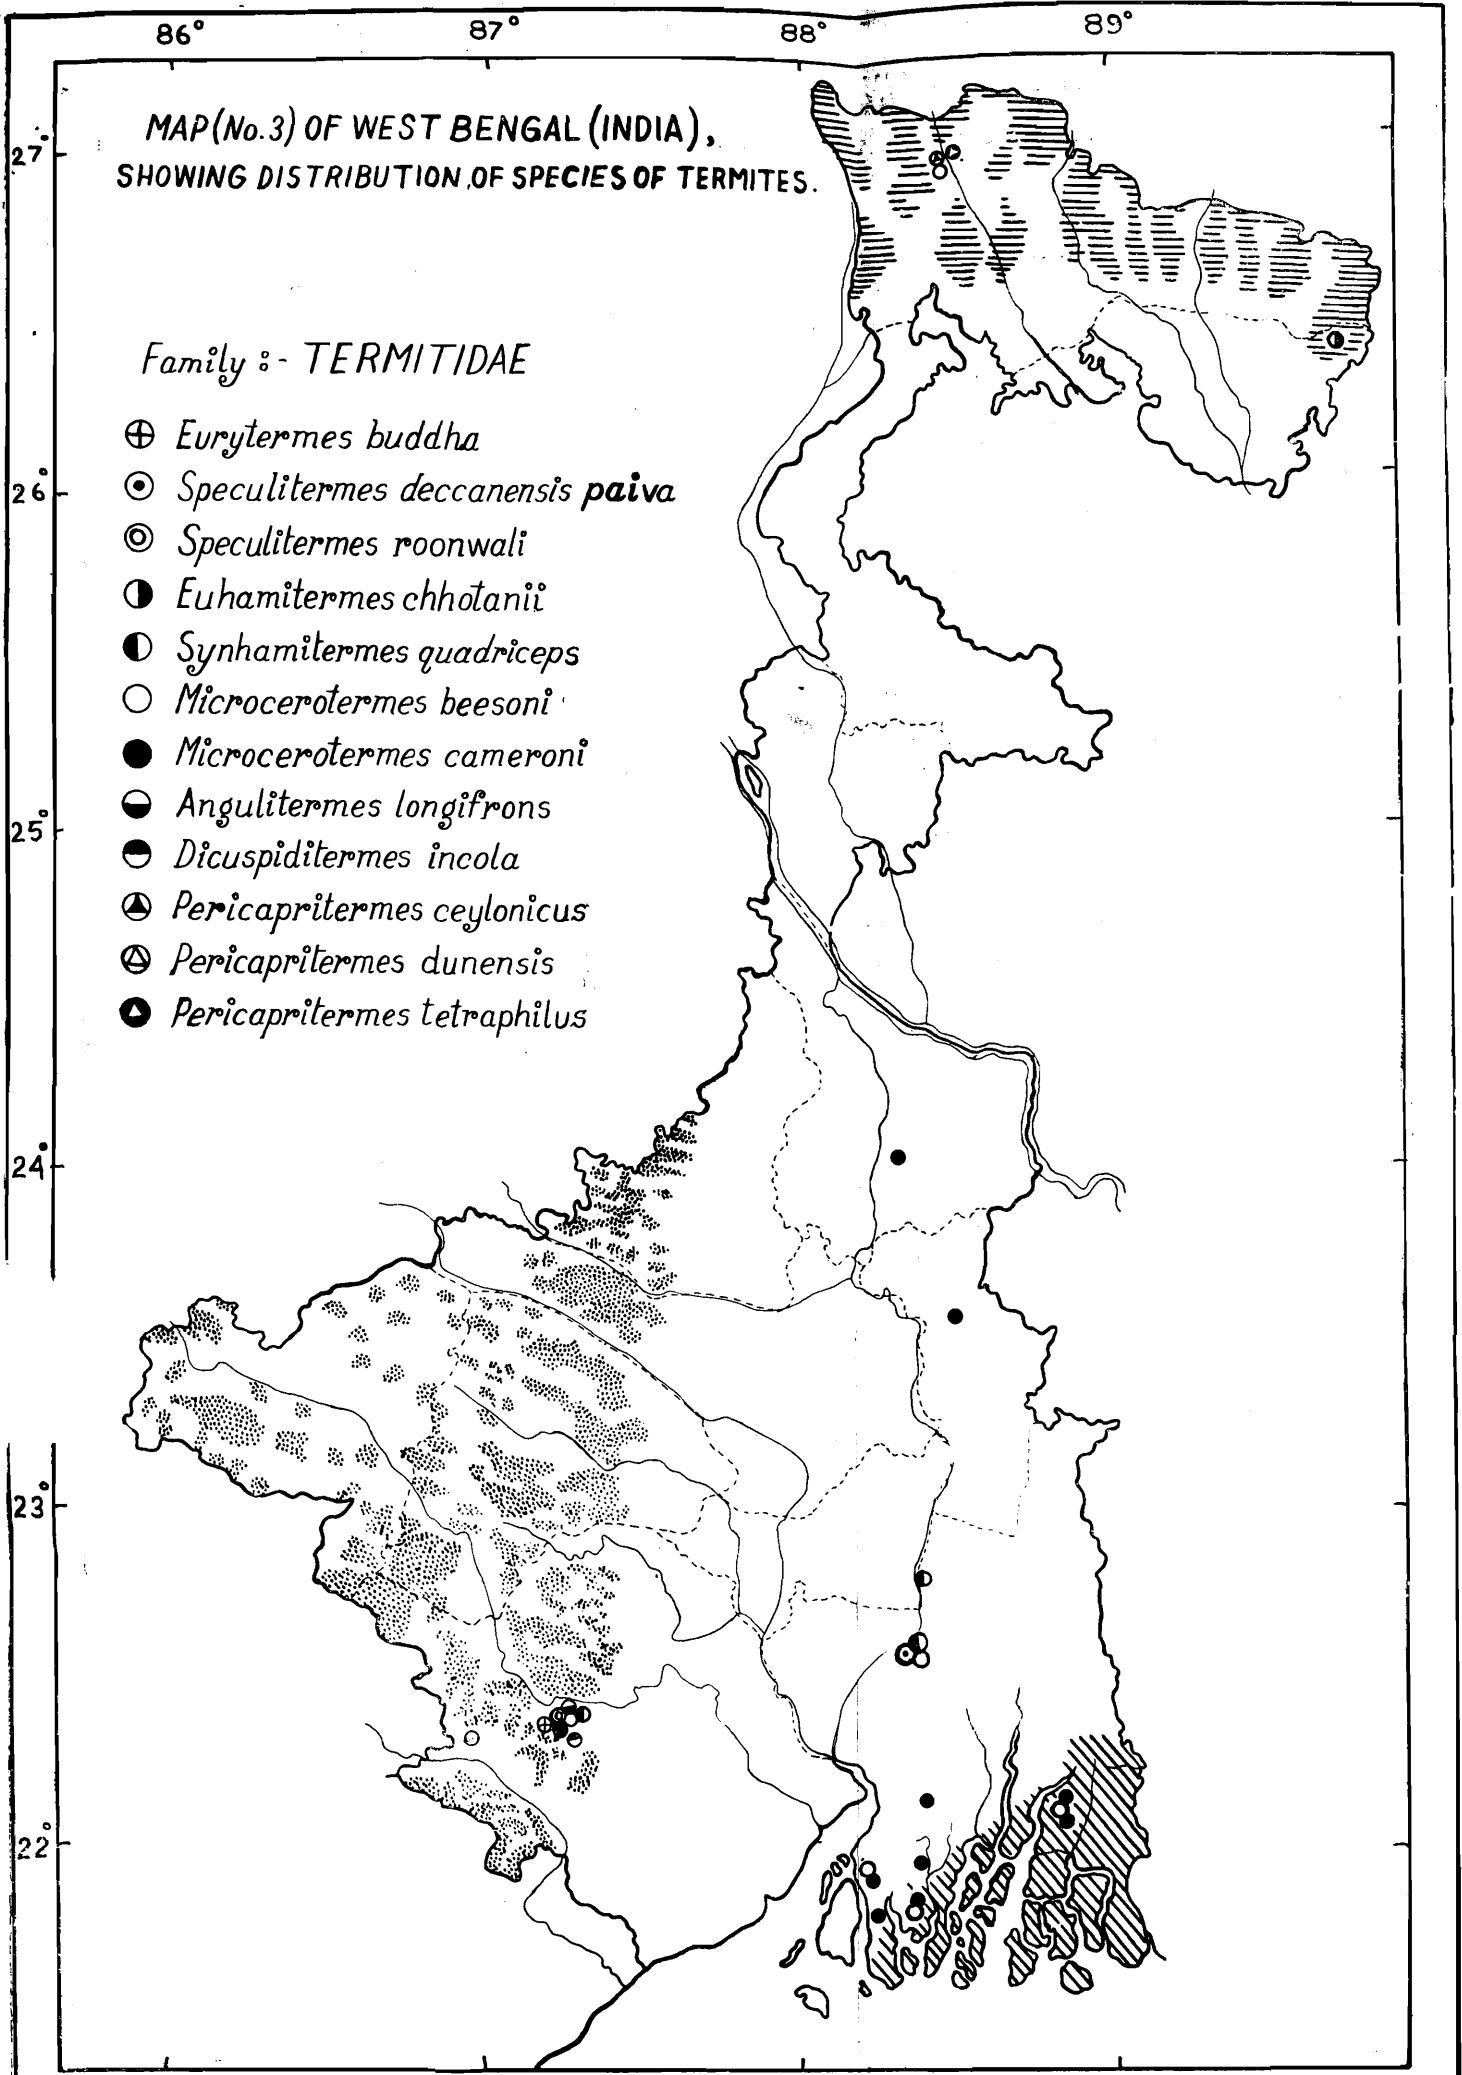 86° 87° 88° 89°
MAP (No. 3) OF WEST BENGAL (INDIA),
SHOWING DISTRIBUTION OF SPECIES OF TERMITES.
27°
Family :- TERMITIDAE
Eurytermes buddha
26°
Speculitermes deccanensis paiva
Speculitermes roonwali
Euhamitermes chhotanii
Synhamitermes quadriceps
Microcerotermes beesoni
Microcerotermes cameroni
25°
Angulitermes longifrons
Dicuspiditermes incola
Pericapritermes ceylonicus
Pericapritermes dunensis
Pericapritermes tetraphilus
24°
23°
22°